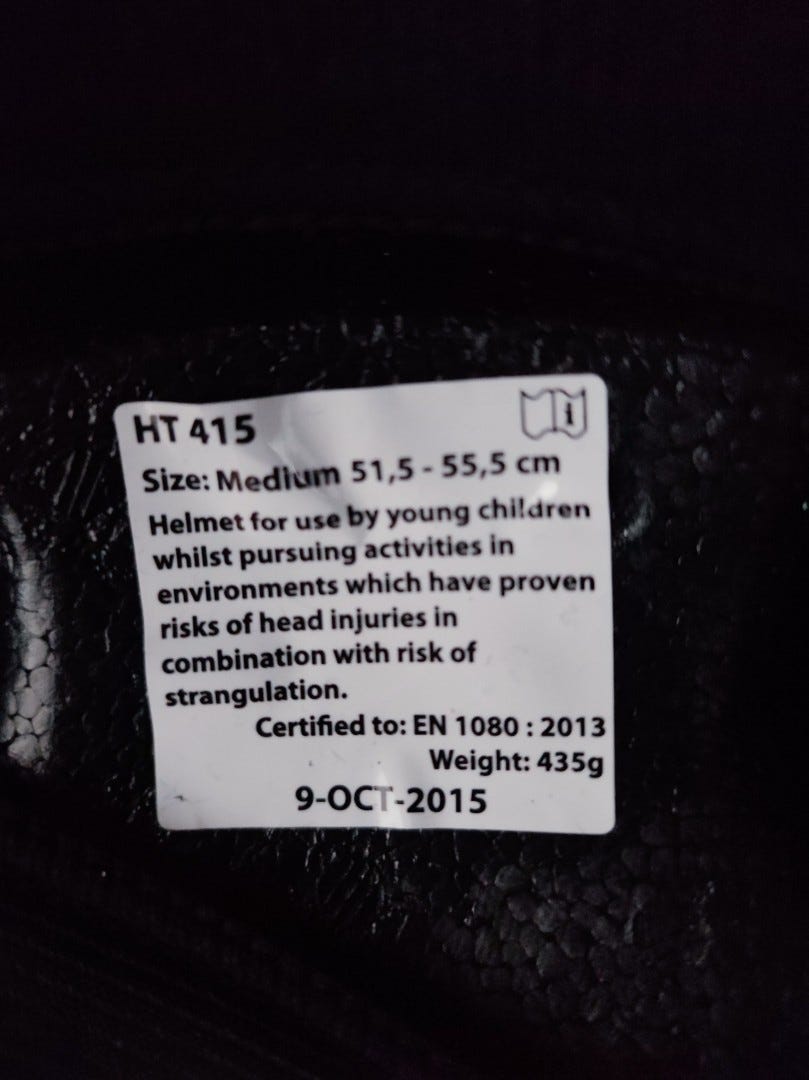 HT 415
i
Size: Medium 51,5 - 55,5 cm
Helmet for use by young children
whilst pursuing activities in
environments which have proven
risks of head injuries in
combination with risk of
strangulation.
Certified to: EN 1080 : 2013
Weight: 435g
9-OCT-2015